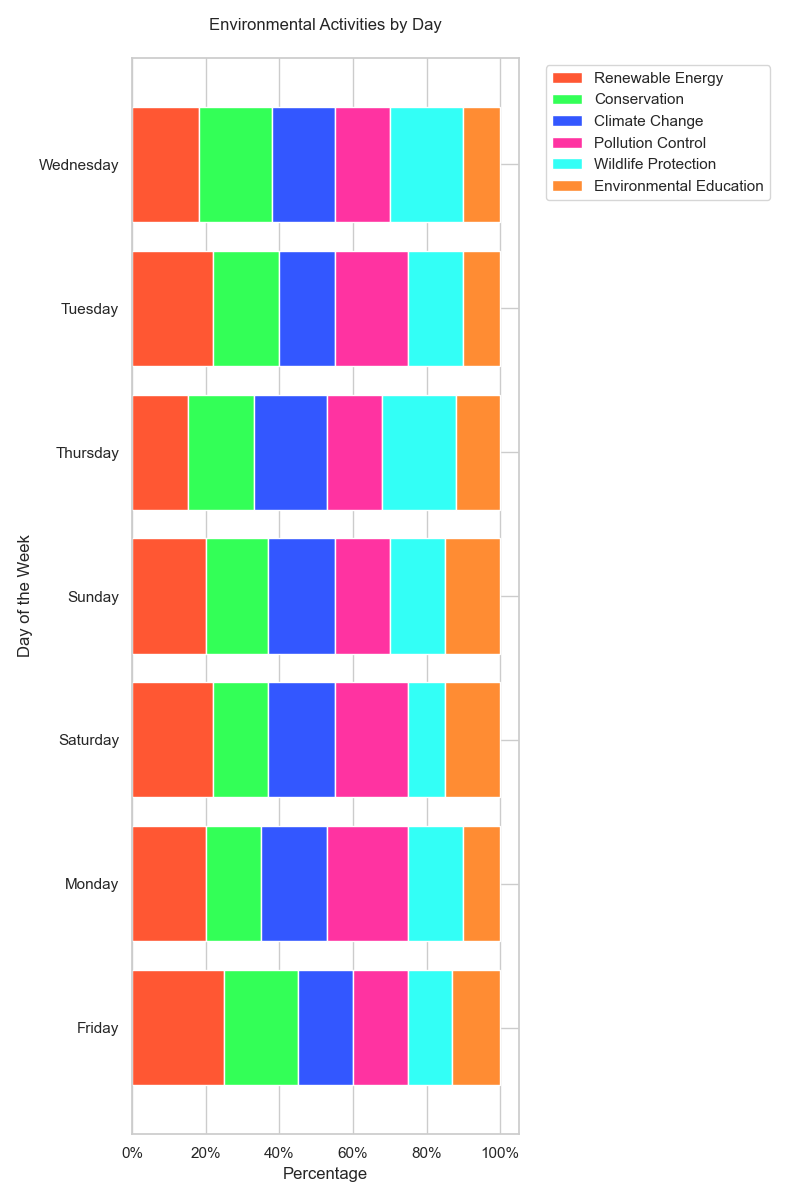 Environmental Activities by Day
Renewable Energy
Conservation
Climate Change
Pollution Control
Wildlife Protection
Environmental Education
Day of the Week
Wednesday
Tuesday
Thursday
Sunday
Saturday
Monday
Friday
0% 20% 40% 60% 80% 100%
Percentage